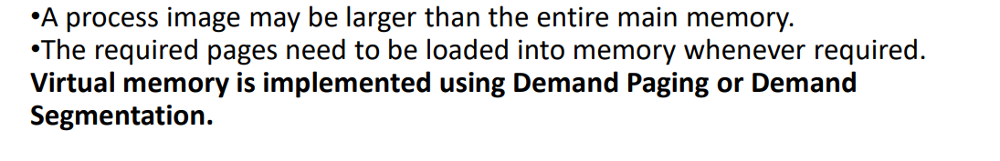 •A process image may be larger than the entire main memory.
•The required pages need to be loaded into memory whenever required.
Virtual memory is implemented using Demand Paging or Demand
Segmentation.